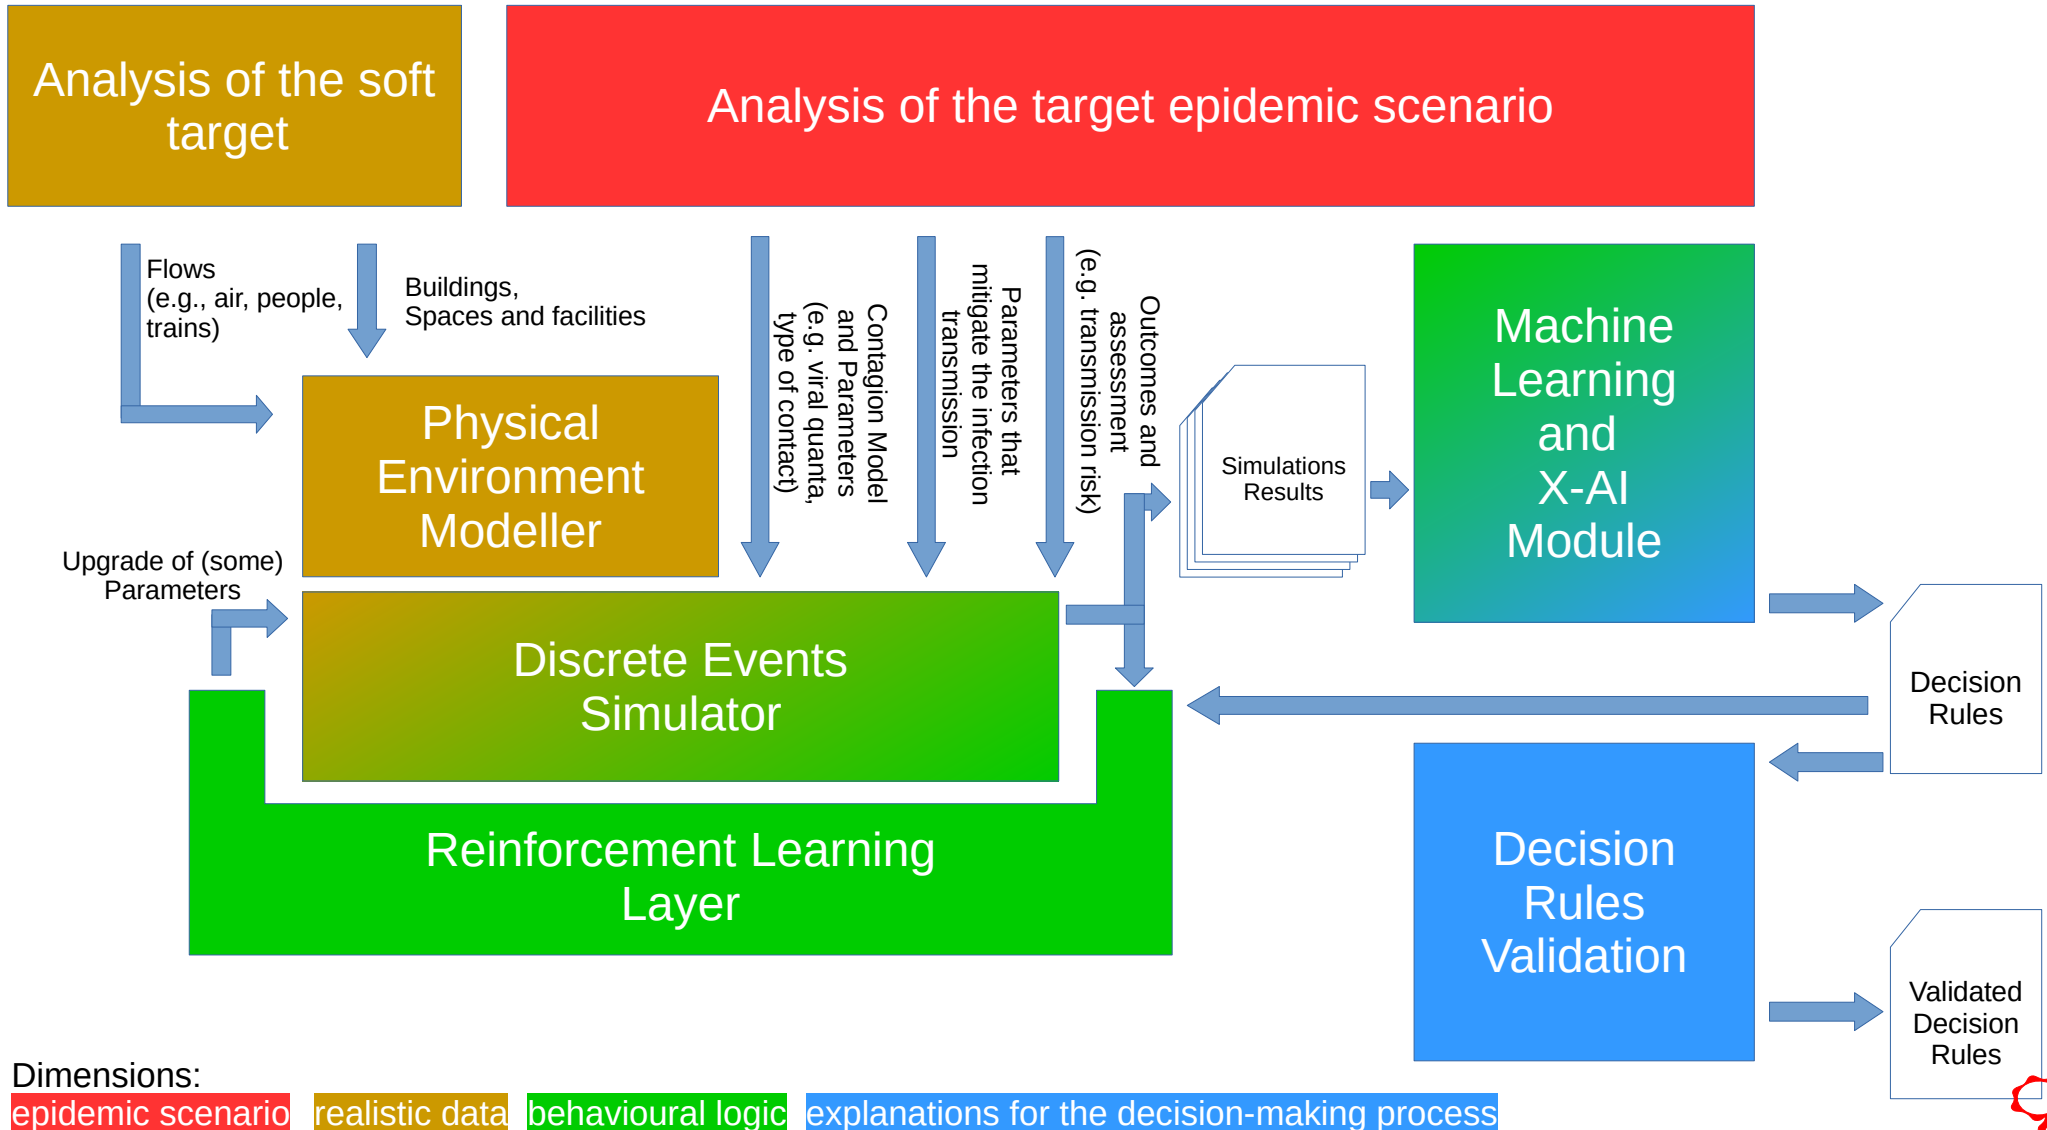 Analysis of the soft
target
Analysis of the target epidemic scenario
Flows
(e.g., air, people,
trains)
Buildings,
Spaces and facilities
Contagion Model
and Parameters
(e.g. viral quanta,
type of contact)
Parameters that
mitigate the infection
transmission
Outcomes and
assessment
(e.g. transmission risk)
Physical
Environment
Modeller
Simulations
Results
Machine
Learning
and
X-AI
Module
Upgrade of (some)
Parameters
Discrete Events
Simulator
Decision
Rules
Reinforcement Learning
Layer
Decision
Rules
Validation
Validated
Decision
Rules
Dimensions:
epidemic scenario realistic data behavioural logic explanations for the decision-making process